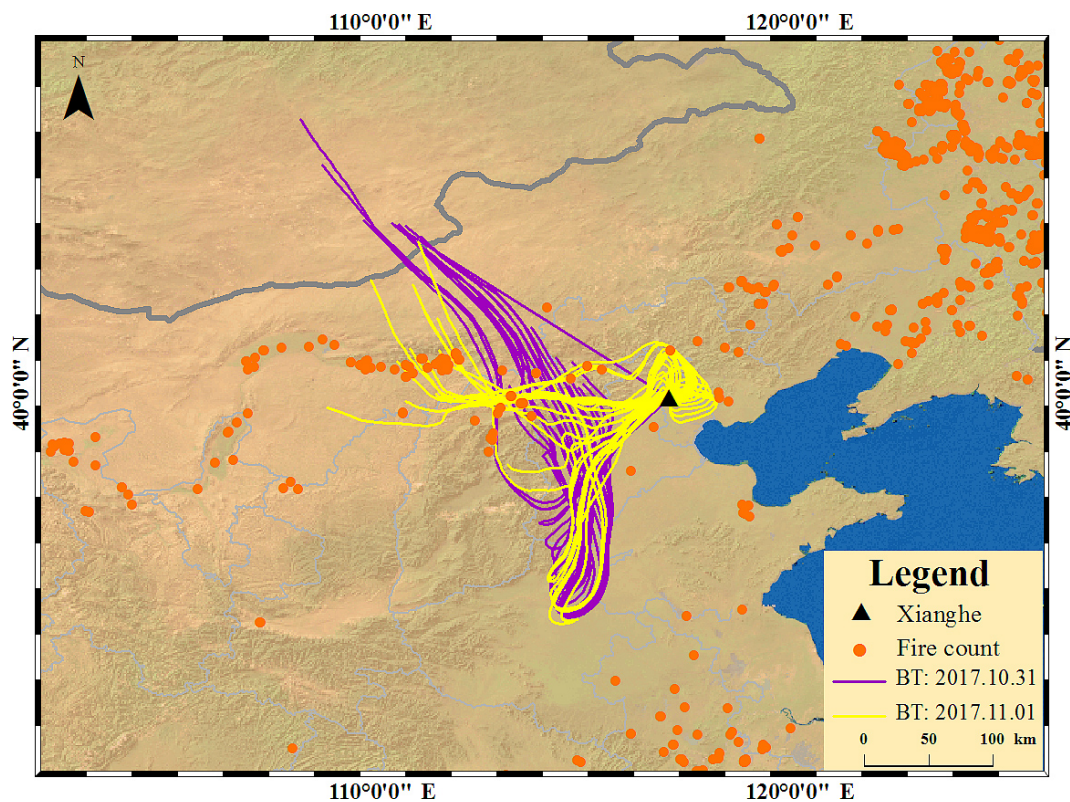 110°0'0" E 120°0'0" E
N
40°0'0" N
40°0'0" N
Legend
Xianghe
Fire count
BT: 2017.10.31
BT: 2017.11.01
0 50 100 km
110°0'0" E 120°0'0" E